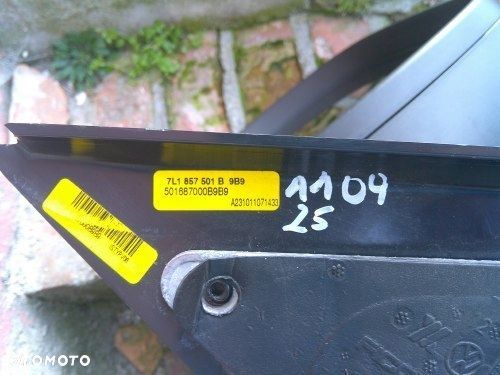 7L1 857 501 B 9B9
501687000B9B9
A231011071433
1104
25
OTOMOTO